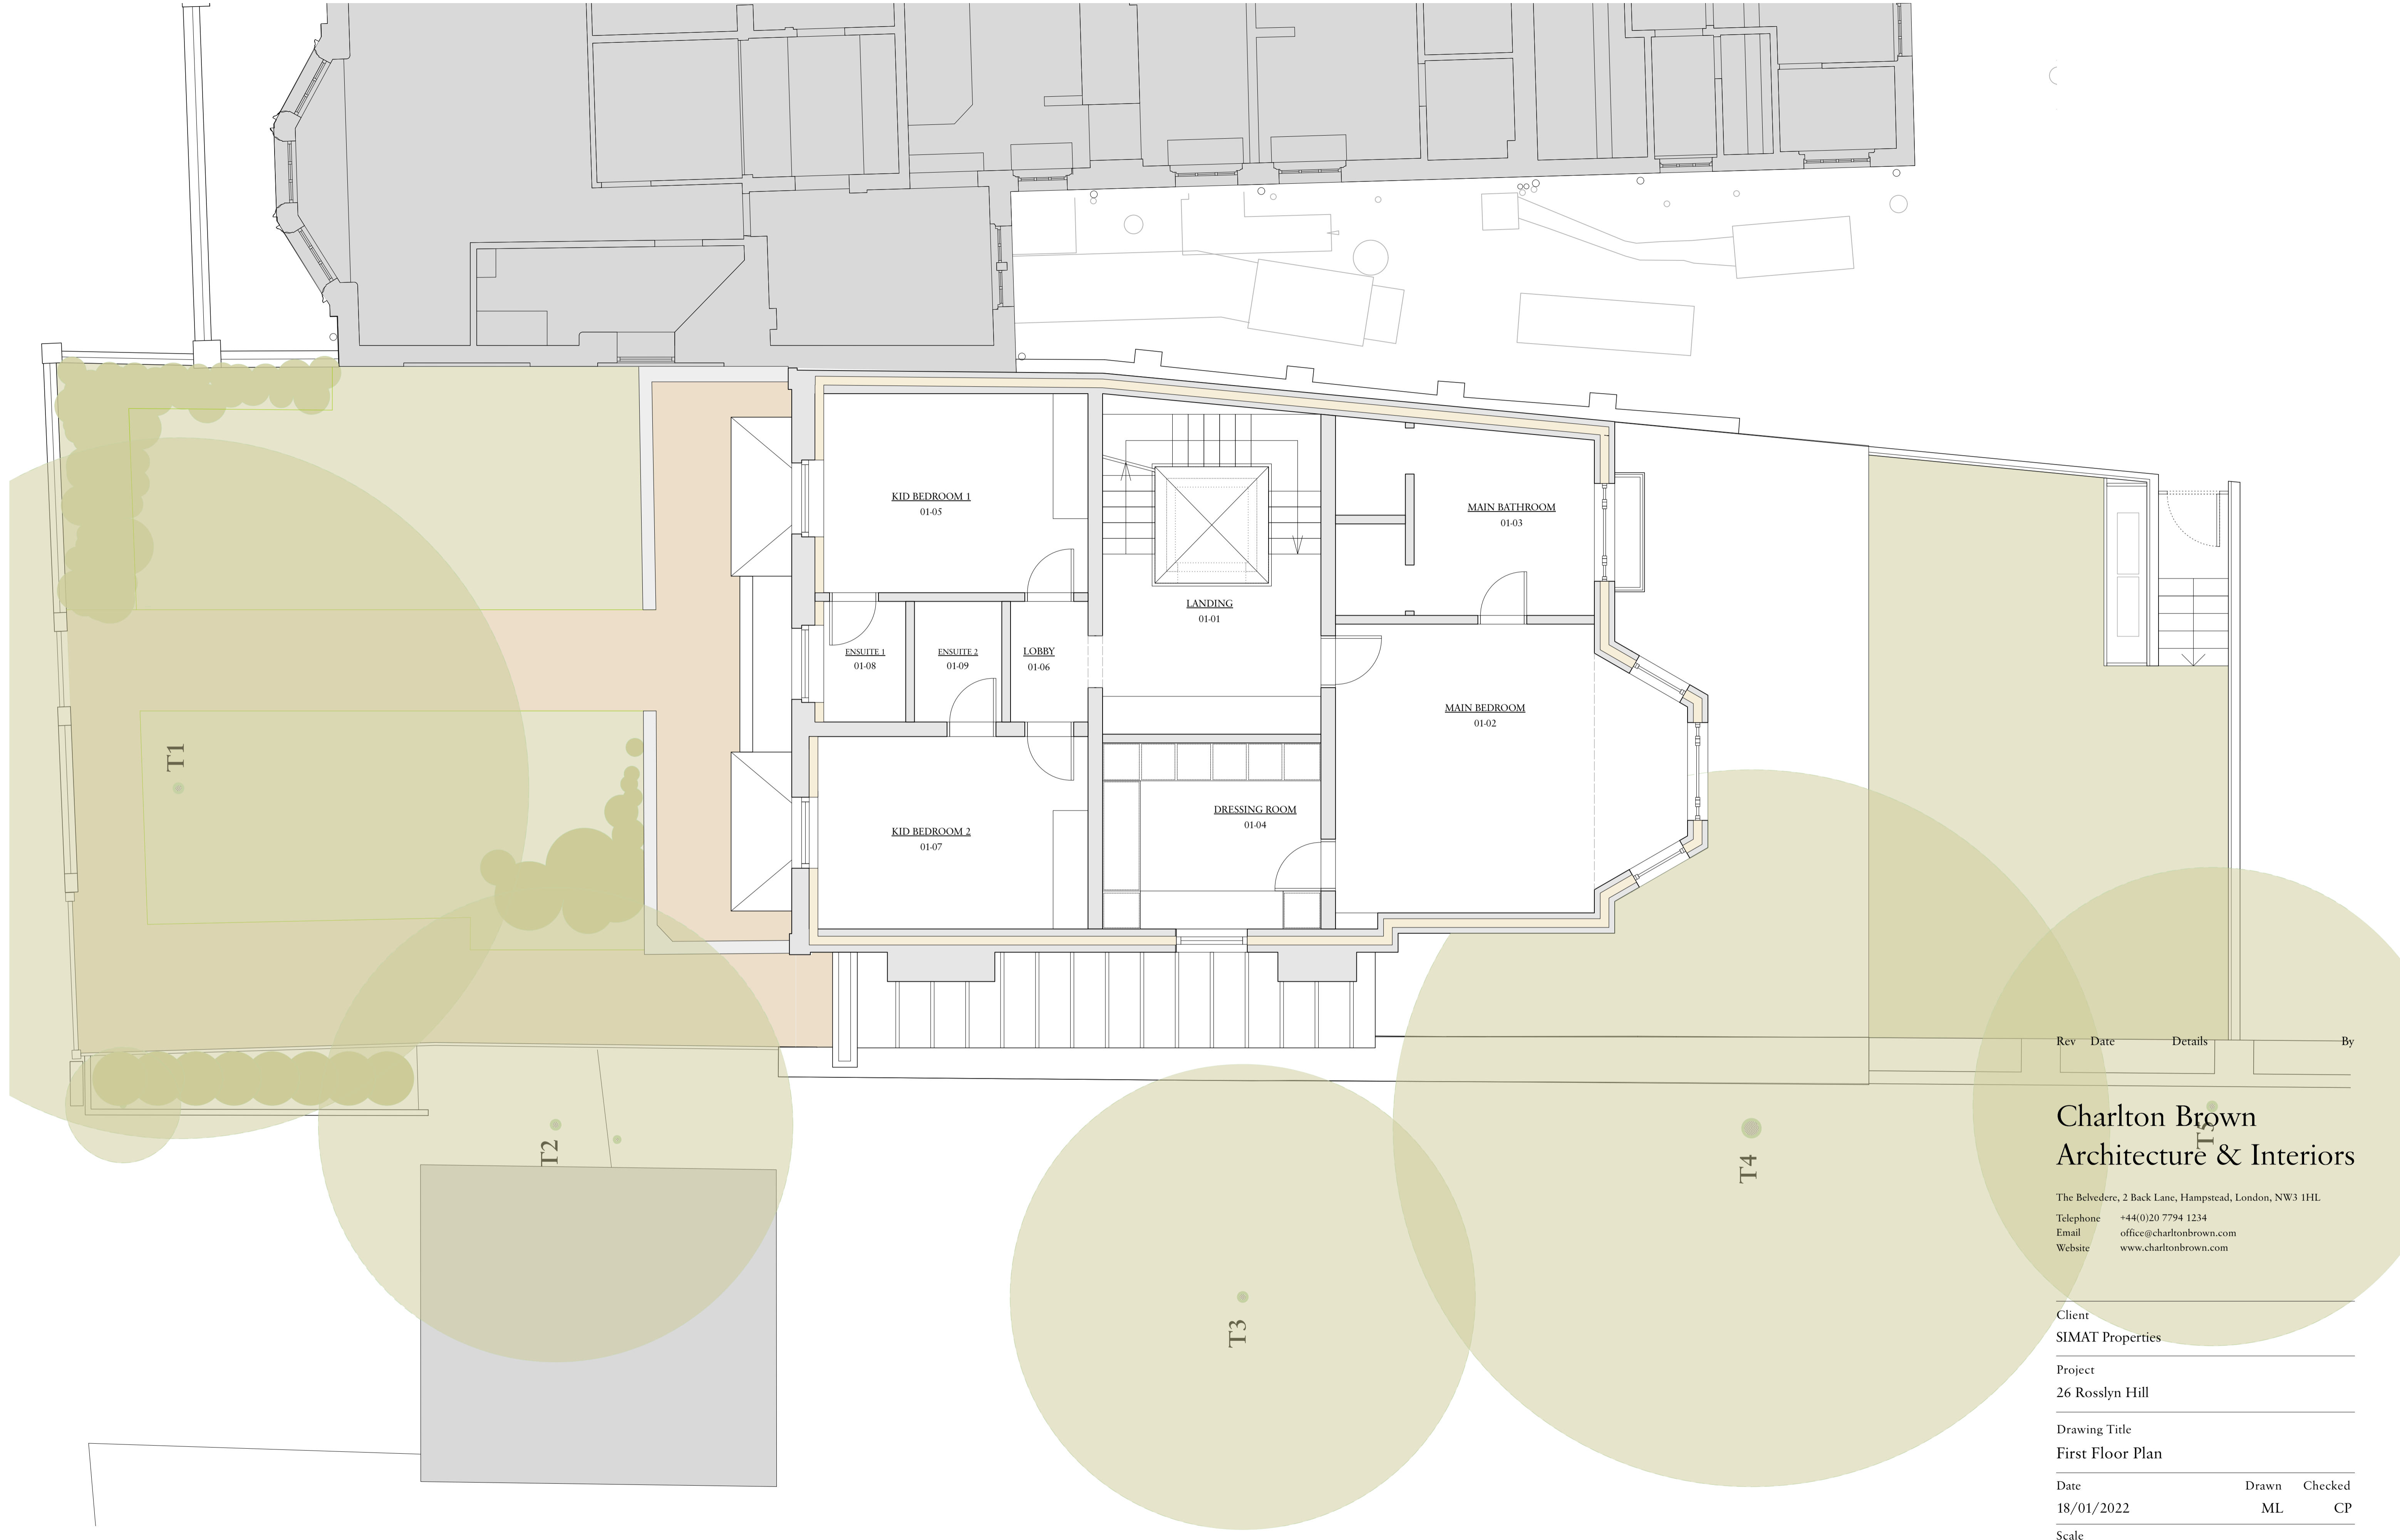 KID BEDROOM 1
01-05
MAIN BATHROOM
01-03
LANDING
01-01
ENSUITE 1
01-08
ENSUITE 2
01-09
LOBBY
01-06
MAIN BEDROOM
01-02
KID BEDROOM 2
01-07
DRESSING ROOM
01-04
T1
T2
T3
T4
T5
Rev Date Details By
Charlton Brown
Architecture & Interiors
The Belvedere, 2 Back Lane, Hampstead, London, NW3 1HL
Telephone +44(0)20 7794 1234
Email office@charltonbrown.com
Website www.charltonbrown.com
Client
SIMAT Properties
Project
26 Rosslyn Hill
Drawing Title
First Floor Plan
Date Drawn Checked
18/01/2022 ML CP
Scale